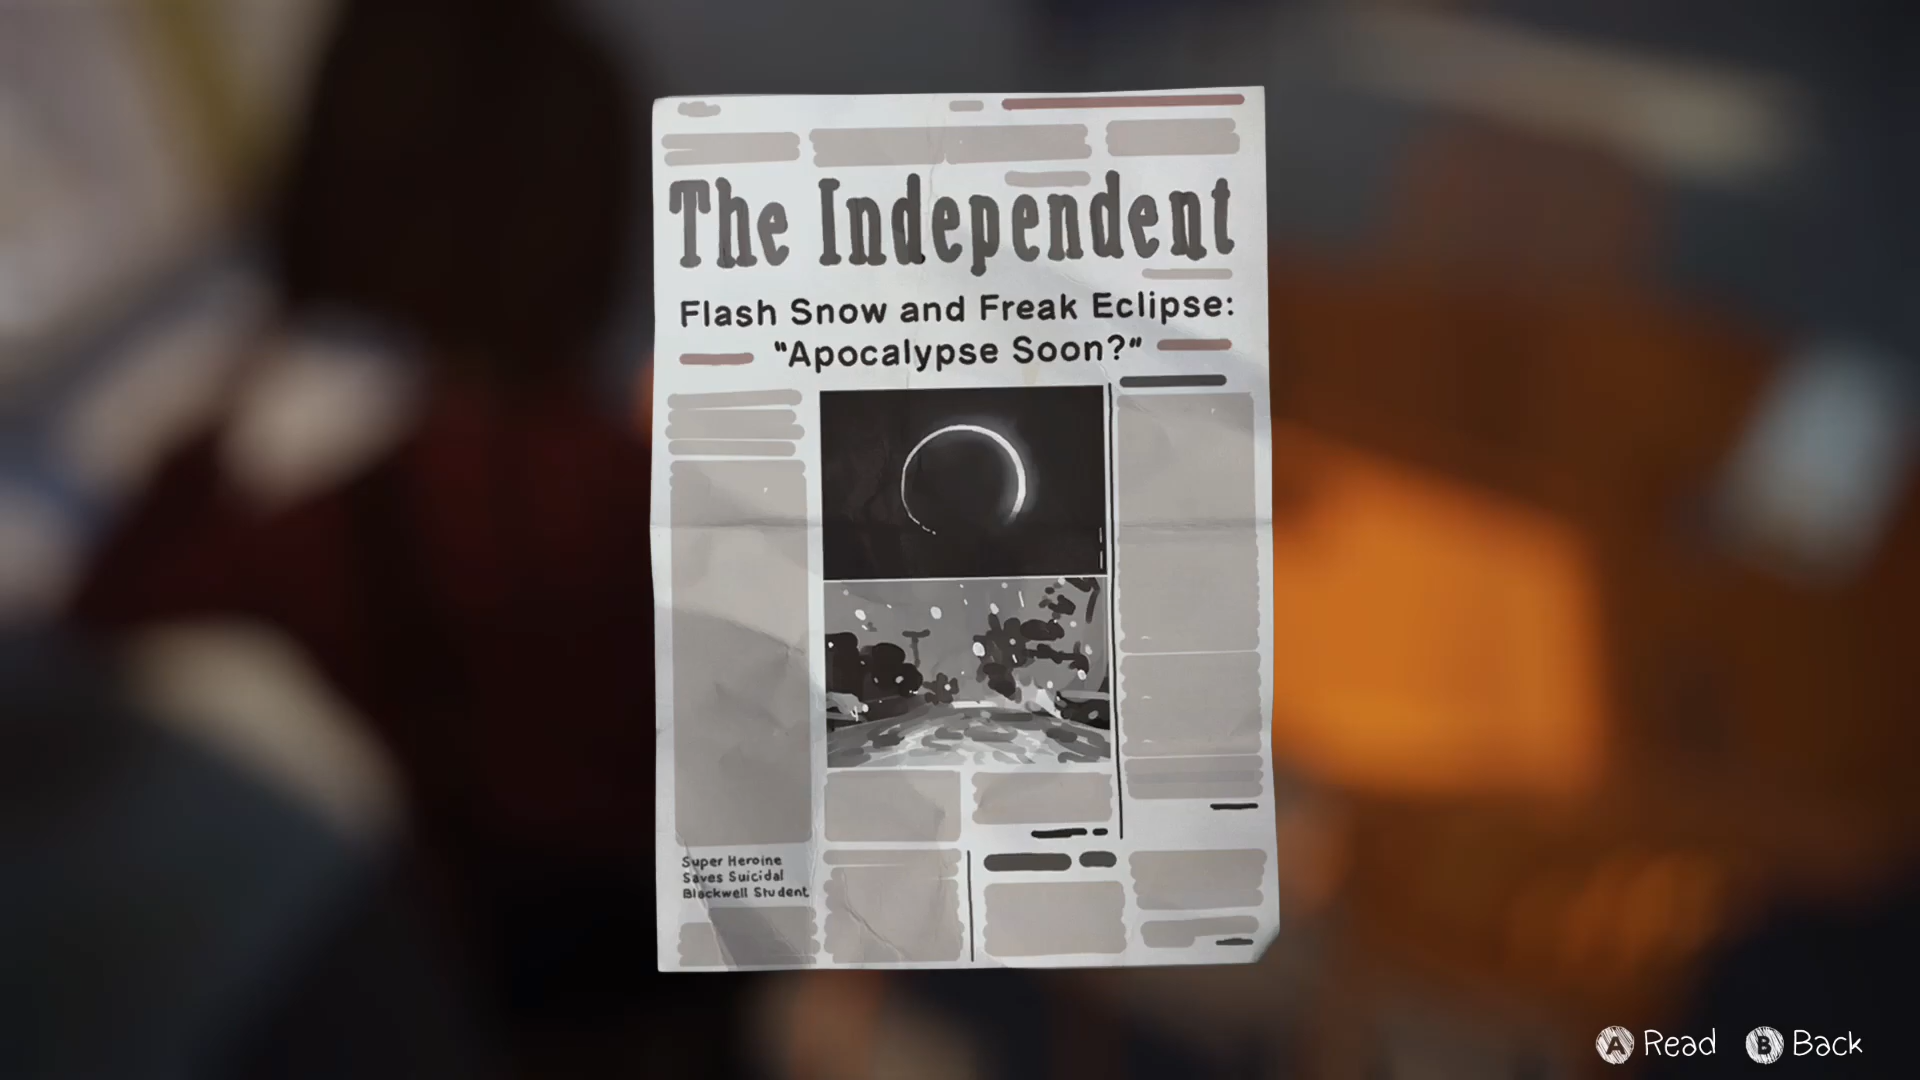 The Independent
Flash Snow and Freak Eclipse:
"Apocalypse Soon?"
Super Heroine
Saves Suicidal
Blackwell Student
A Read B Back